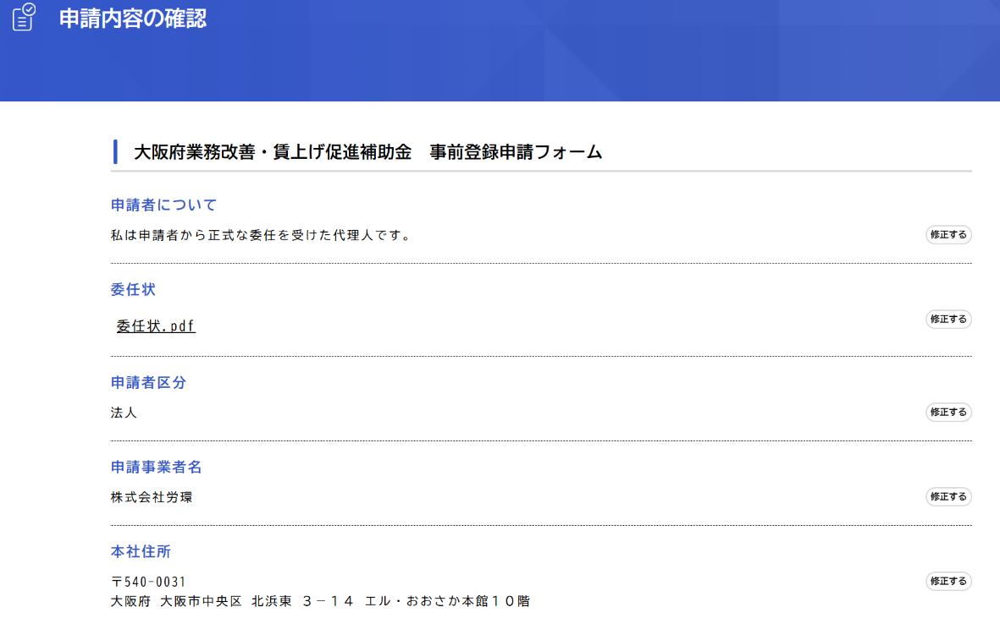 申請内容の確認
大阪府業務改善・賃上げ促進補助金　事前登録申請フォーム
申請者について
私は申請者から正式な委任を受けた代理人です。
修正する
委任状
委任状.pdf
修正する
申請者区分
法人
修正する
申請事業者名
株式会社労環
修正する
本社住所
〒540-0031
修正する
大阪府 大阪市中央区 北浜東 ３－１４ エル・おおさか本館１０階